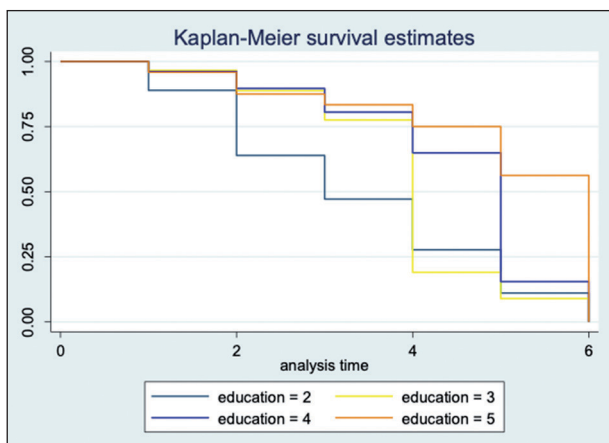 Kaplan-Meier survival estimates
1.00
0.75
0.50
0.25
0.00
0 2 4 6
analysis time
education = 2 education = 3
education = 4 education = 5